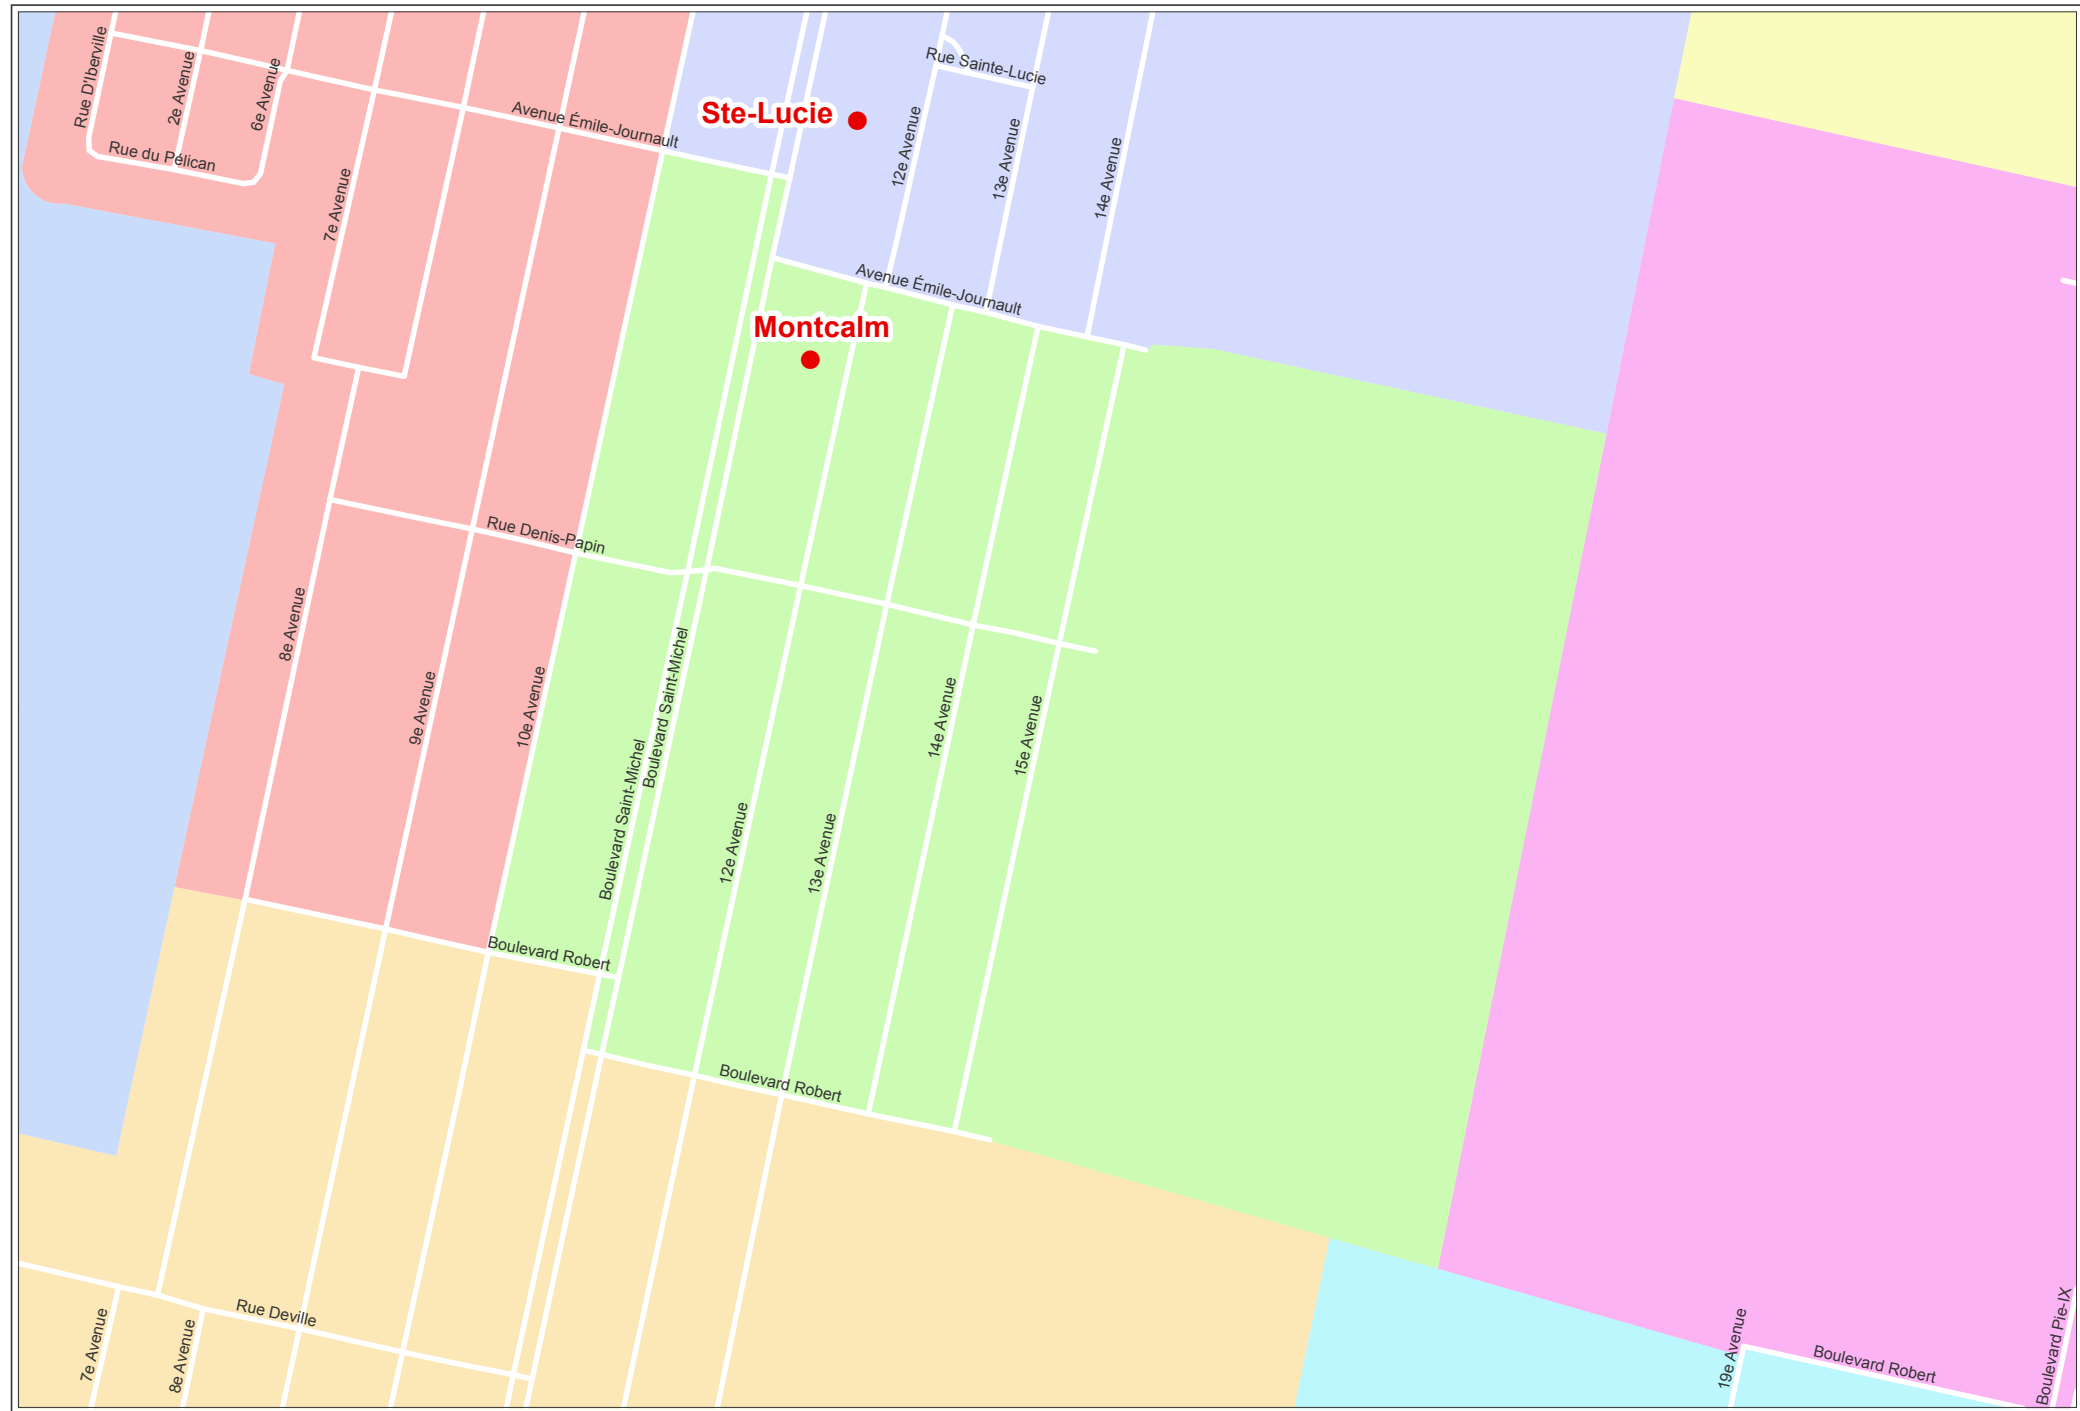 Rue D'Iberville
2e Avenue
6e Avenue
Rue du Pélican
7e Avenue
Avenue Émile-Journault
Ste-Lucie
Rue Sainte-Lucie
12e Avenue
13e Avenue
14e Avenue
Avenue Émile-Journault
Montcalm
Rue Denis-Papin
8e Avenue
9e Avenue
10e Avenue
Boulevard Saint-Michel
Boulevard Saint-Michel
12e Avenue
13e Avenue
14e Avenue
15e Avenue
Boulevard Robert
Boulevard Robert
Rue Deville
7e Avenue
8e Avenue
19e Avenue
Boulevard Robert
Boulevard Pie-IX